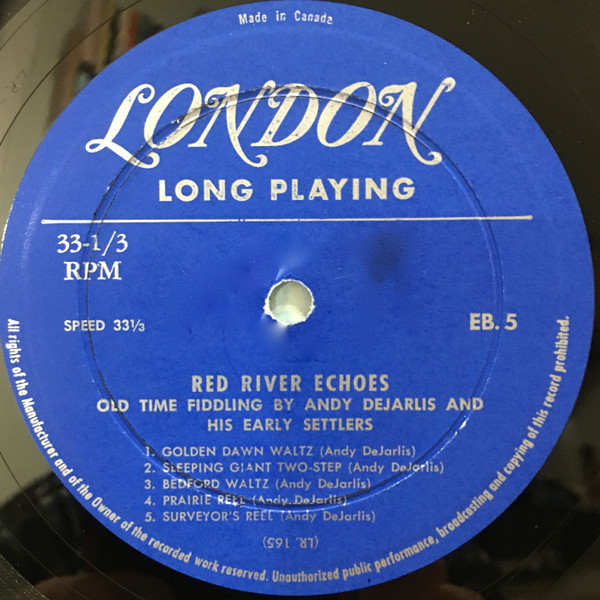 Made in Canada
LONDON
LONG PLAYING
33-1/3
RPM
SPEED 33⅓
EB. 5
RED RIVER ECHOES
OLD TIME FIDDLING BY ANDY DEJARLIS AND
HIS EARLY SETTLERS
1. GOLDEN DAWN WALTZ (Andy DeJarlis)
2. SLEEPING GIANT TWO-STEP (Andy DeJarlis)
3. BEDFORD WALTZ (Andy DeJarlis)
4. PRAIRIE REEL (Andy DeJarlis)
5. SURVEYOR'S REEL (Andy DeJarlis)
(LR. 165)
All rights of the Manufacturer and of the Owner of the recorded work reserved. Unauthorized public performance, broadcasting and copying of this record prohibited.